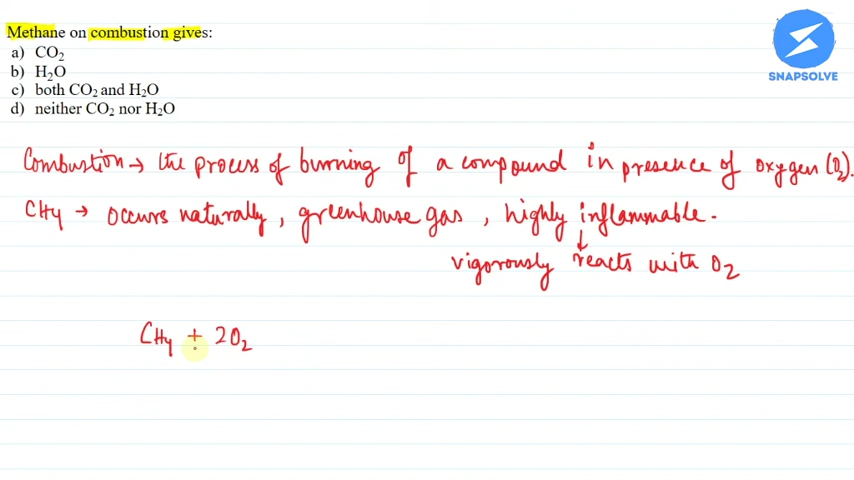 Methane on combustion gives:
a) CO₂
b) H₂O
c) both CO₂ and H₂O
d) neither CO₂ nor H₂O
SNAPSOLVE
Combustion → the process of burning of a compound in presence of oxygen (O₂).
CH₄ → occurs naturally, greenhouse gas, highly inflammable.
↓
vigorously reacts with O₂
CH₄ + 2O₂